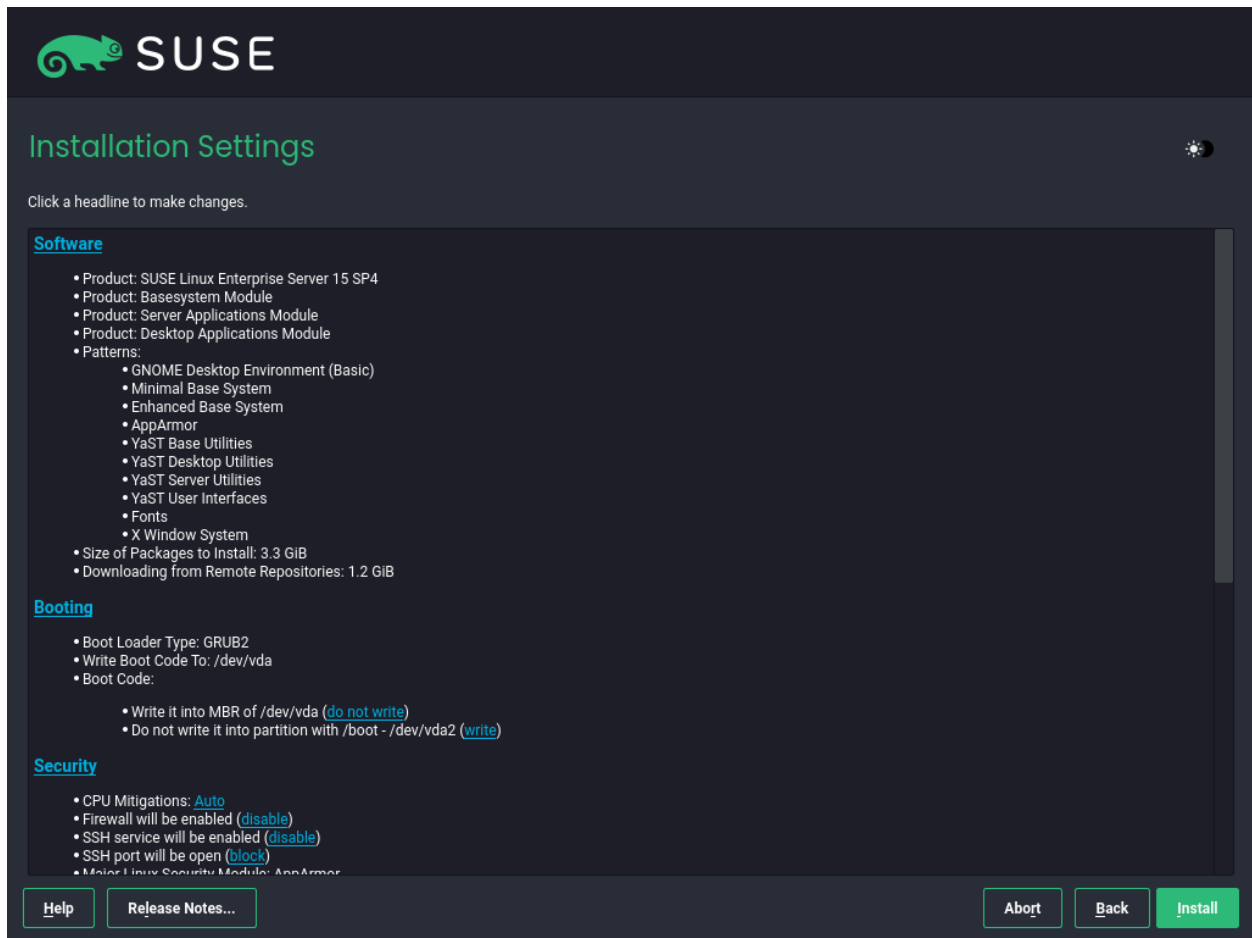 SUSE
Installation Settings
Click a headline to make changes.
Software
• Product: SUSE Linux Enterprise Server 15 SP4
• Product: Basesystem Module
• Product: Server Applications Module
• Product: Desktop Applications Module
• Patterns:
• GNOME Desktop Environment (Basic)
• Minimal Base System
• Enhanced Base System
• AppArmor
• YaST Base Utilities
• YaST Desktop Utilities
• YaST Server Utilities
• YaST User Interfaces
• Fonts
• X Window System
• Size of Packages to Install: 3.3 GiB
• Downloading from Remote Repositories: 1.2 GiB
Booting
• Boot Loader Type: GRUB2
• Write Boot Code To: /dev/vda
• Boot Code:
• Write it into MBR of /dev/vda (do not write)
• Do not write it into partition with /boot - /dev/vda2 (write)
Security
• CPU Mitigations: Auto
• Firewall will be enabled (disable)
• SSH service will be enabled (disable)
• SSH port will be open (block)
• Major Linux Security Module: AppArmor
Help Release Notes... Abort Back Install